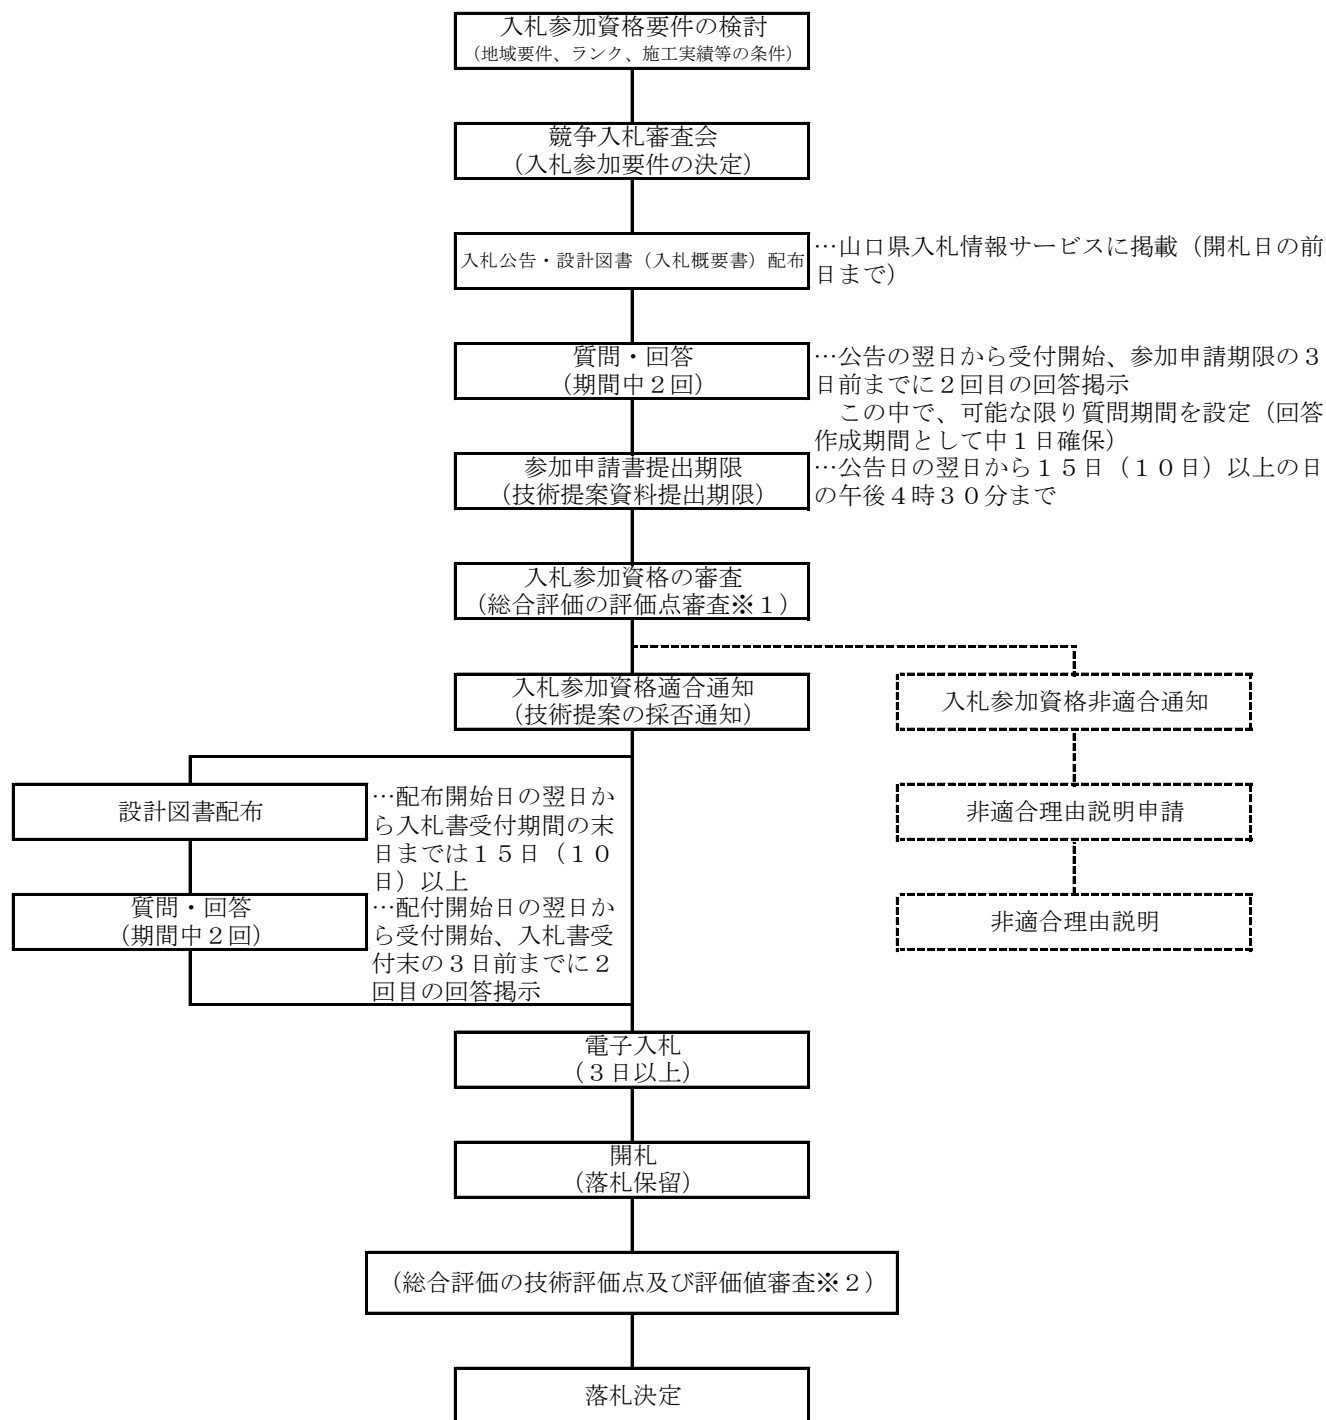 入札参加資格要件の検討
（地域要件、ランク、施工実績等の条件）
競争入札審査会
（入札参加要件の決定）
入札公告・設計図書（入札概要書）配布
…山口県入札情報サービスに掲載（開札日の前
日まで）
質問・回答
（期間中２回）
…公告の翌日から受付開始、参加申請期限の３
日前までに２回目の回答掲示
この中で、可能な限り質問期間を設定（回答
作成期間として中１日確保）
参加申請書提出期限
（技術提案資料提出期限）
…公告日の翌日から１５日（１０日）以上の日
の午後４時３０分まで
入札参加資格の審査
（総合評価の評価点審査※１）
入札参加資格適合通知
（技術提案の採否通知）
入札参加資格非適合通知
設計図書配布
…配布開始日の翌日か
ら入札書受付期間の末
日までは１５日（１０
日）以上
非適合理由説明申請
質問・回答
（期間中２回）
…配付開始日の翌日か
ら受付開始、入札書受
付末の３日前までに２
回目の回答掲示
非適合理由説明
電子入札
（３日以上）
開札
（落札保留）
（総合評価の技術評価点及び評価値審査※２）
落札決定